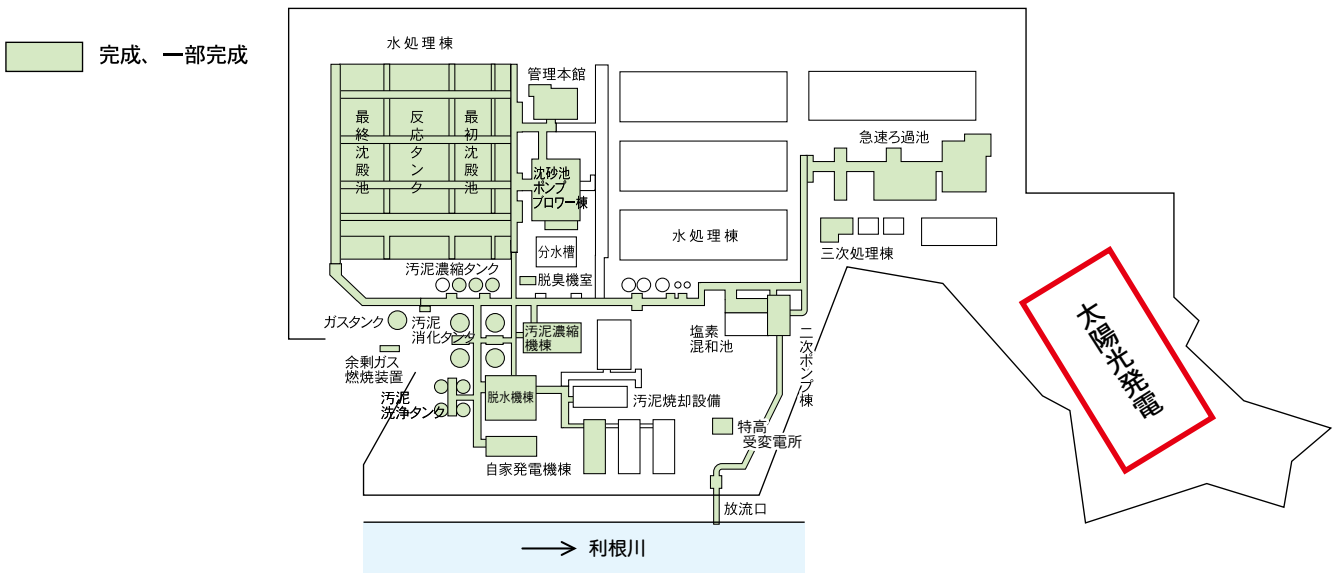 完成、一部完成
水処理棟
管理本館
最終沈殿池
反応タンク
最初沈殿池
沈砂池
ポンプ
ブロワー棟
急速ろ過池
水処理棟
三次処理棟
分水槽
汚泥濃縮タンク
脱臭機室
ガスタンク
汚泥
消化タンク
汚泥濃縮
機棟
塩素
混和池
二次ポンプ棟
余剰ガス
燃焼装置
汚泥
洗浄タンク
脱水機棟
汚泥焼却設備
特高
受変電所
自家発電機棟
放流口
利根川
太陽光発電